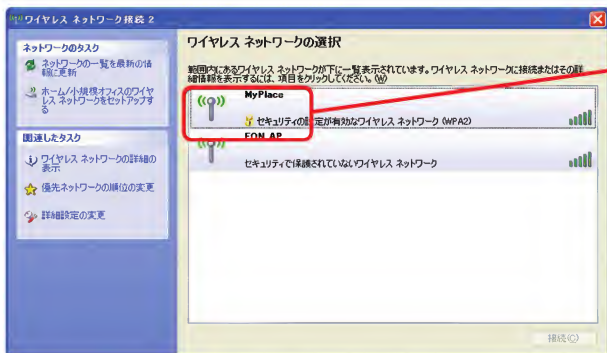 ワイヤレス ネットワーク接続 2
ネットワークのタスク
ネットワークの一覧を最新の情
報に更新
ホーム/小規模オフィスのワイヤ
レス ネットワークをセットアップす
る
関連したタスク
ワイヤレス ネットワークの詳細の
表示
優先ネットワークの順位の変更
詳細設定の変更
ワイヤレス ネットワークの選択
範囲内にあるワイヤレス ネットワークが下に一覧表示されています。ワイヤレス ネットワークに接続またはその詳
細情報を表示するには、項目をクリックしてください。(W)
MyPlace
セキュリティの設定が有効なワイヤレス ネットワーク (WPA2)
FON_AP
セキュリティで保護されていないワイヤレス ネットワーク
接続(C)